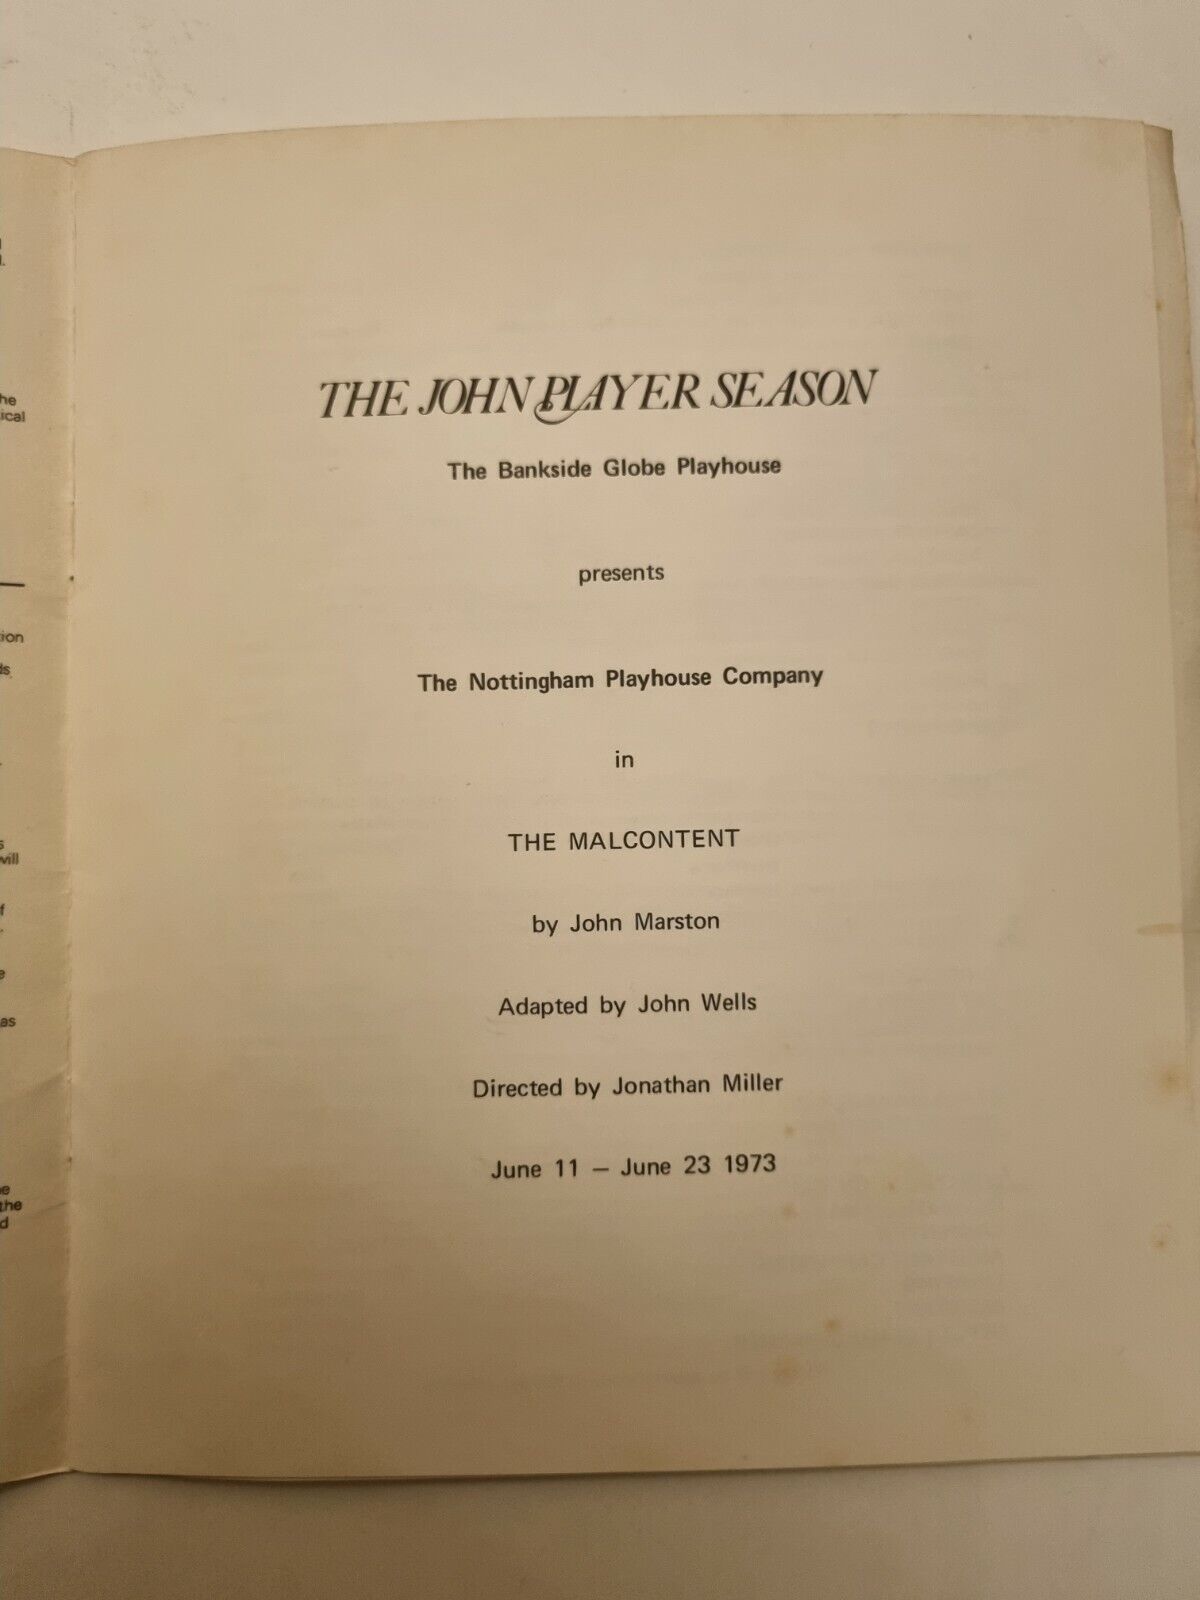 THE JOHN PLAYER SEASON
The Bankside Globe Playhouse
presents
The Nottingham Playhouse Company
in
THE MALCONTENT
by John Marston
Adapted by John Wells
Directed by Jonathan Miller
June 11 – June 23 1973